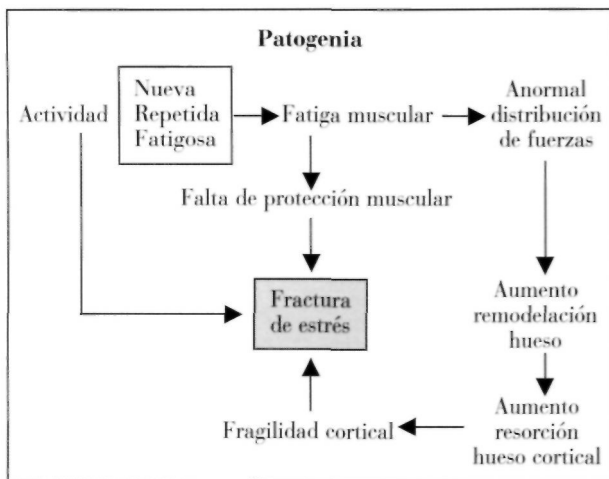 Patogenia
Actividad
Nueva
Repetida
Fatigosa
Fatiga muscular
Anormal
distribución
de fuerzas
Falta de protección muscular
Fractura
de estrés
Aumento
remodelación
hueso
Fragilidad cortical
Aumento
resorción
hueso cortical